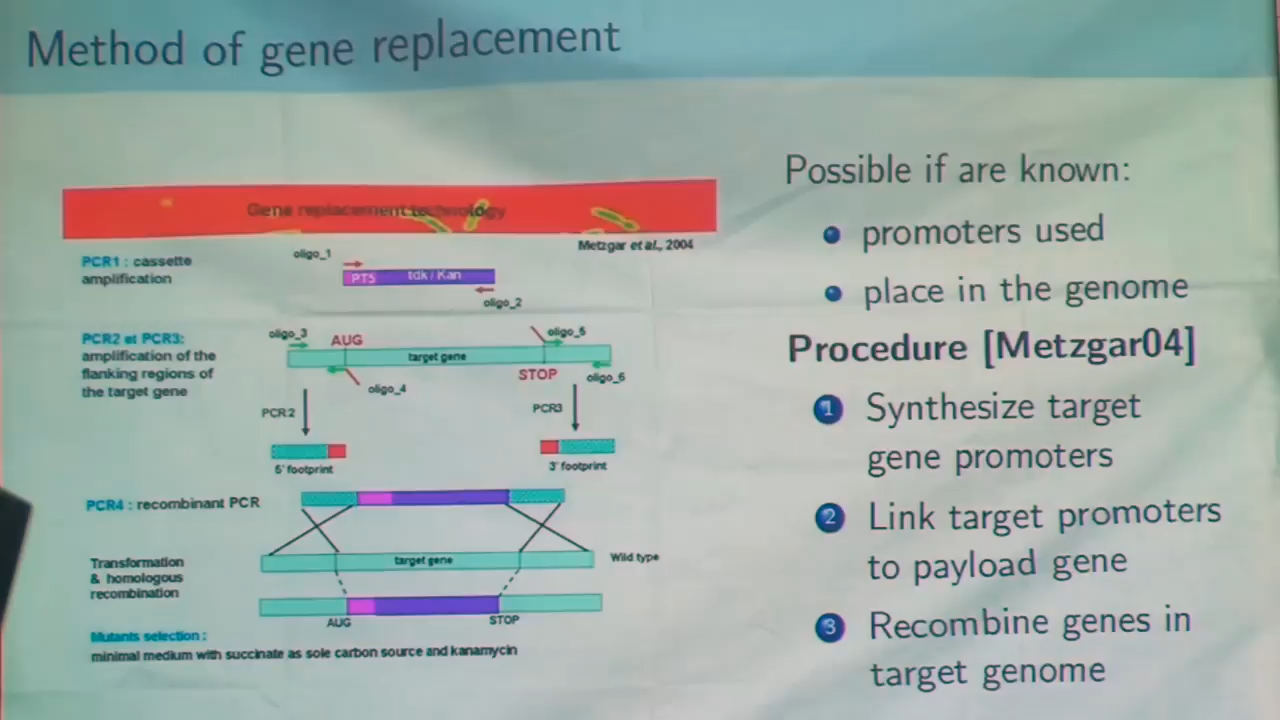 Method of gene replacement
Gene replacement technology
Metzgar et al., 2004
PCR1 : cassette
amplification
oligo_1
PT5 tdk / Kan
oligo_2
PCR2 et PCR3:
amplification of the
flanking regions of
the target gene
oligo_3
AUG
oligo_5
target gene
oligo_4
STOP
oligo_6
PCR2
PCR3
5' footprint
3' footprint
PCR4 : recombinant PCR
Transformation
& homologous
recombination
target gene
Wild type
AUG
STOP
Mutants selection :
minimal medium with succinate as sole carbon source and kanamycin
Possible if are known:
promoters used
place in the genome
Procedure [Metzgar04]
1 Synthesize target
gene promoters
2 Link target promoters
to payload gene
3 Recombine genes in
target genome